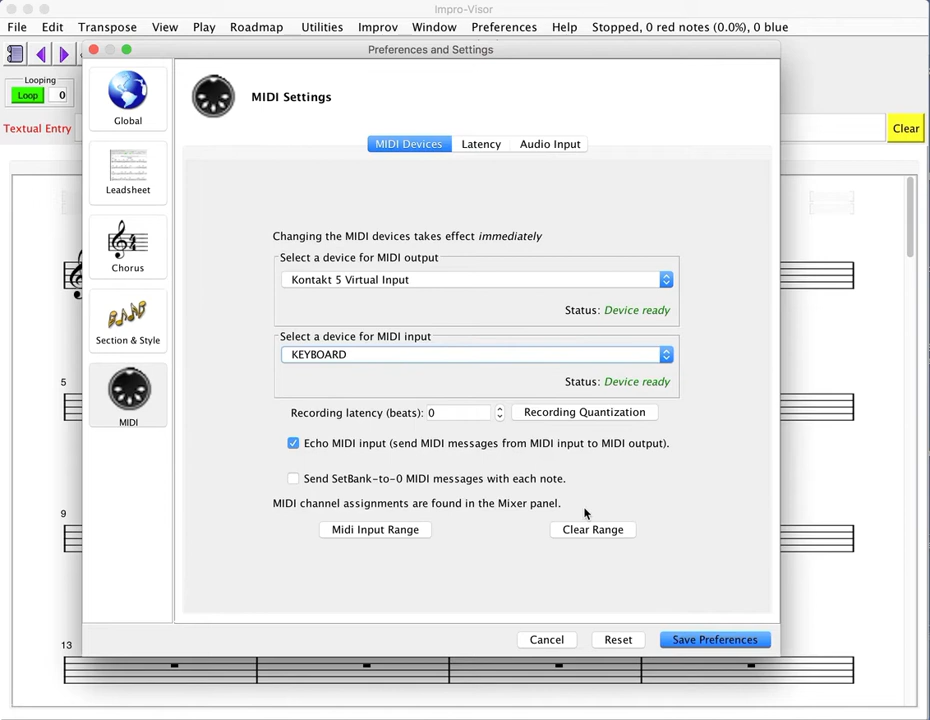 Impro-Visor
File Edit Transpose View Play Roadmap Utilities Improv Window Preferences Help Stopped, 0 red notes (0.0%), 0 blue
Preferences and Settings
Looping
Loop 0
Textual Entry
Clear
Global
Leadsheet
Chorus
Section & Style
MIDI
MIDI Settings
MIDI Devices Latency Audio Input
Changing the MIDI devices takes effect immediately
Select a device for MIDI output
Kontakt 5 Virtual Input
Status: Device ready
Select a device for MIDI input
KEYBOARD
Status: Device ready
Recording latency (beats): 0 Recording Quantization
Echo MIDI input (send MIDI messages from MIDI input to MIDI output).
Send SetBank-to-0 MIDI messages with each note.
MIDI channel assignments are found in the Mixer panel.
Midi Input Range Clear Range
Cancel Reset Save Preferences
5
9
13